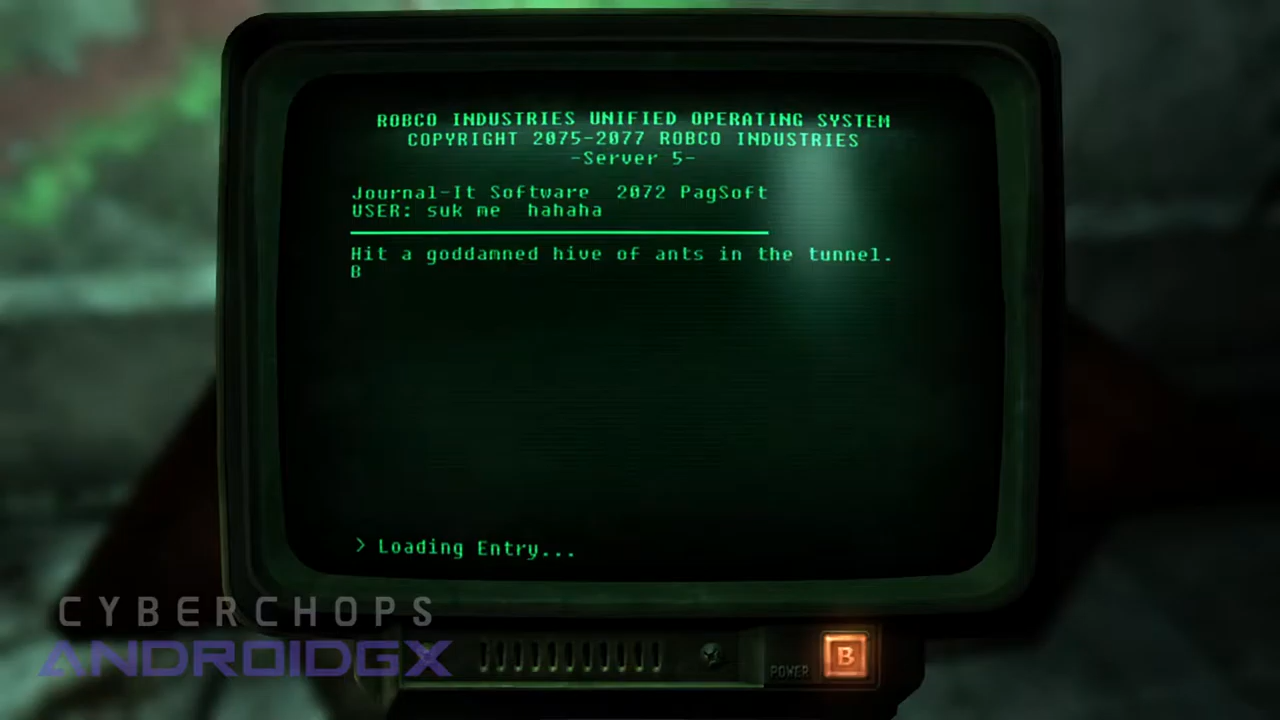 ROBCO INDUSTRIES UNIFIED OPERATING SYSTEM
COPYRIGHT 2075-2077 ROBCO INDUSTRIES
-Server 5-
Journal-It Software  2072 PagSoft
USER: suk me  hahaha
Hit a goddamned hive of ants in the tunnel.
B
> Loading Entry...
CYBERCHOPS
ANDROIDGX
POWER
B